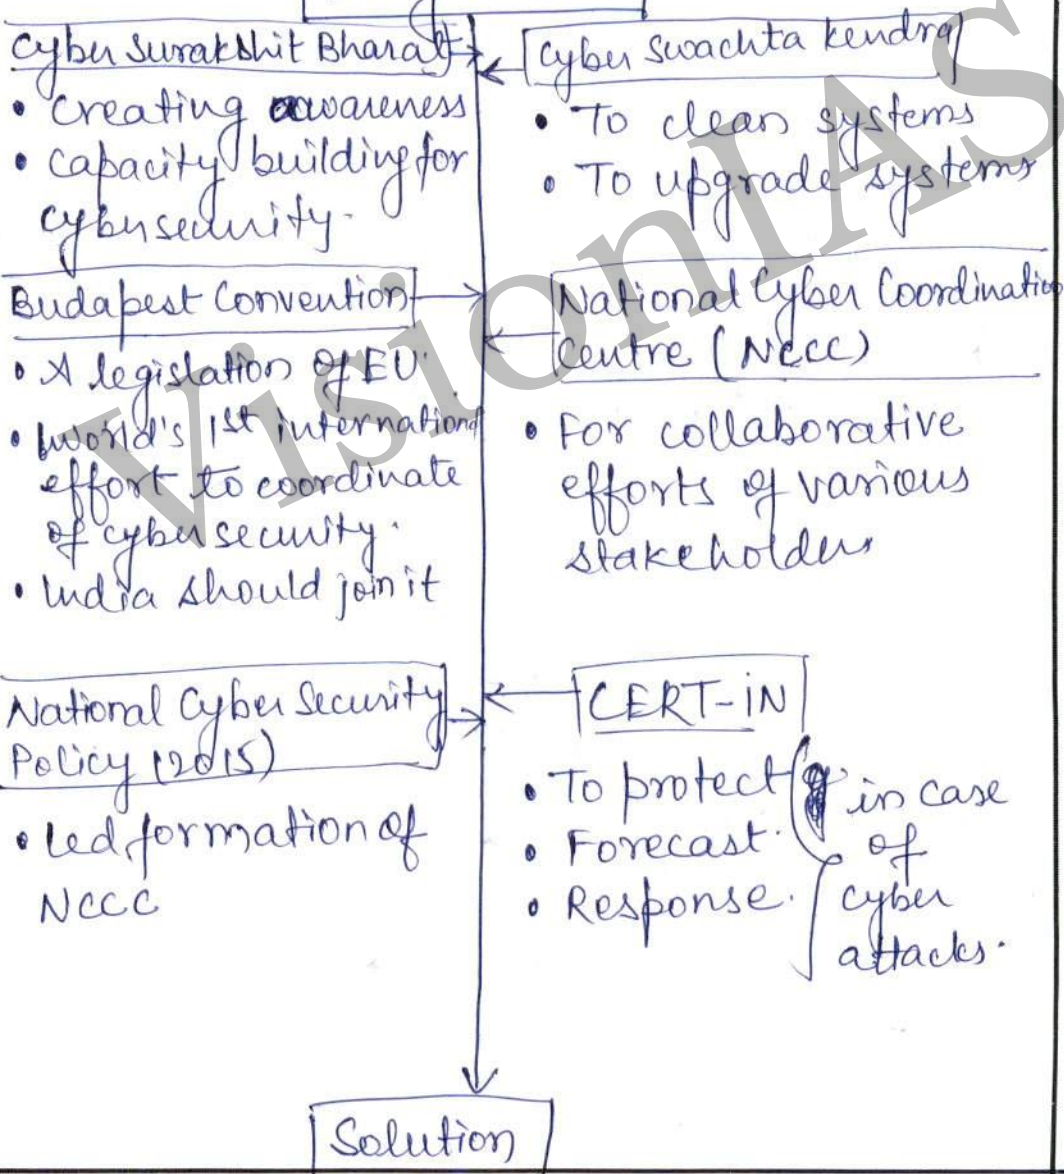 Cyber Surakshit Bharat
• Creating awareness
• Capacity building for
cybersecurity.
Cyber Swachta Kendra
• To clean systems
• To upgrade systems
Budapest Convention
• A legislation of EU.
• World's 1st internation
effort to coordinate
of cyber security.
• India should join it
National Cyber Coordination
Centre (NCCC)
• For collaborative
efforts of various
stakeholders
National Cyber Security
Policy (2015)
• Led formation of
NCCC
CERT-IN
• To protect
• Forecast.
• Response.
in case
of
cyber
attacks.
Solution
VisionIAS